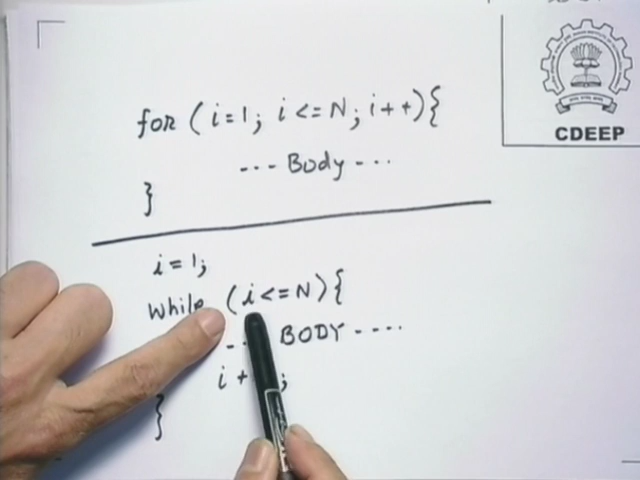 for (i=1; i<=N; i++){
--- Body ---
}
CDEEP
i=1;
while (i<=N){
BODY ----
i+ ;
}